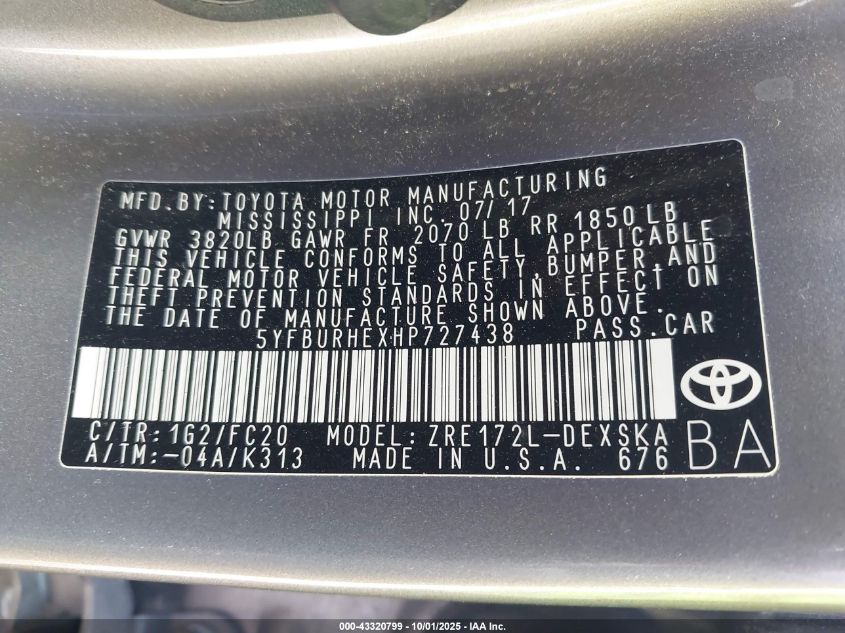 MFD.BY:TOYOTA MOTOR MANUFACTURING
MISSISSIPPI INC. 07/17
GVWR 3820LB GAWR FR 2070 LB RR 1850LB
THIS VEHICLE CONFORMS TO ALL APPLICABLE
FEDERAL MOTOR VEHICLE SAFETY,BUMPER,AND
THEFT PREVENTION STANDARDS IN EFFECT ON
THE DATE OF MANUFACTURE SHOWN ABOVE.
5YFBURHEXHP727438 PASS.CAR
C/TR:1G2/FC20 MODEL:ZRE172L-DEXSKA
A/TM:-04A/K313 MADE IN U.S.A. 676
BA
000-43320799 - 10/01/2025 - IAA Inc.